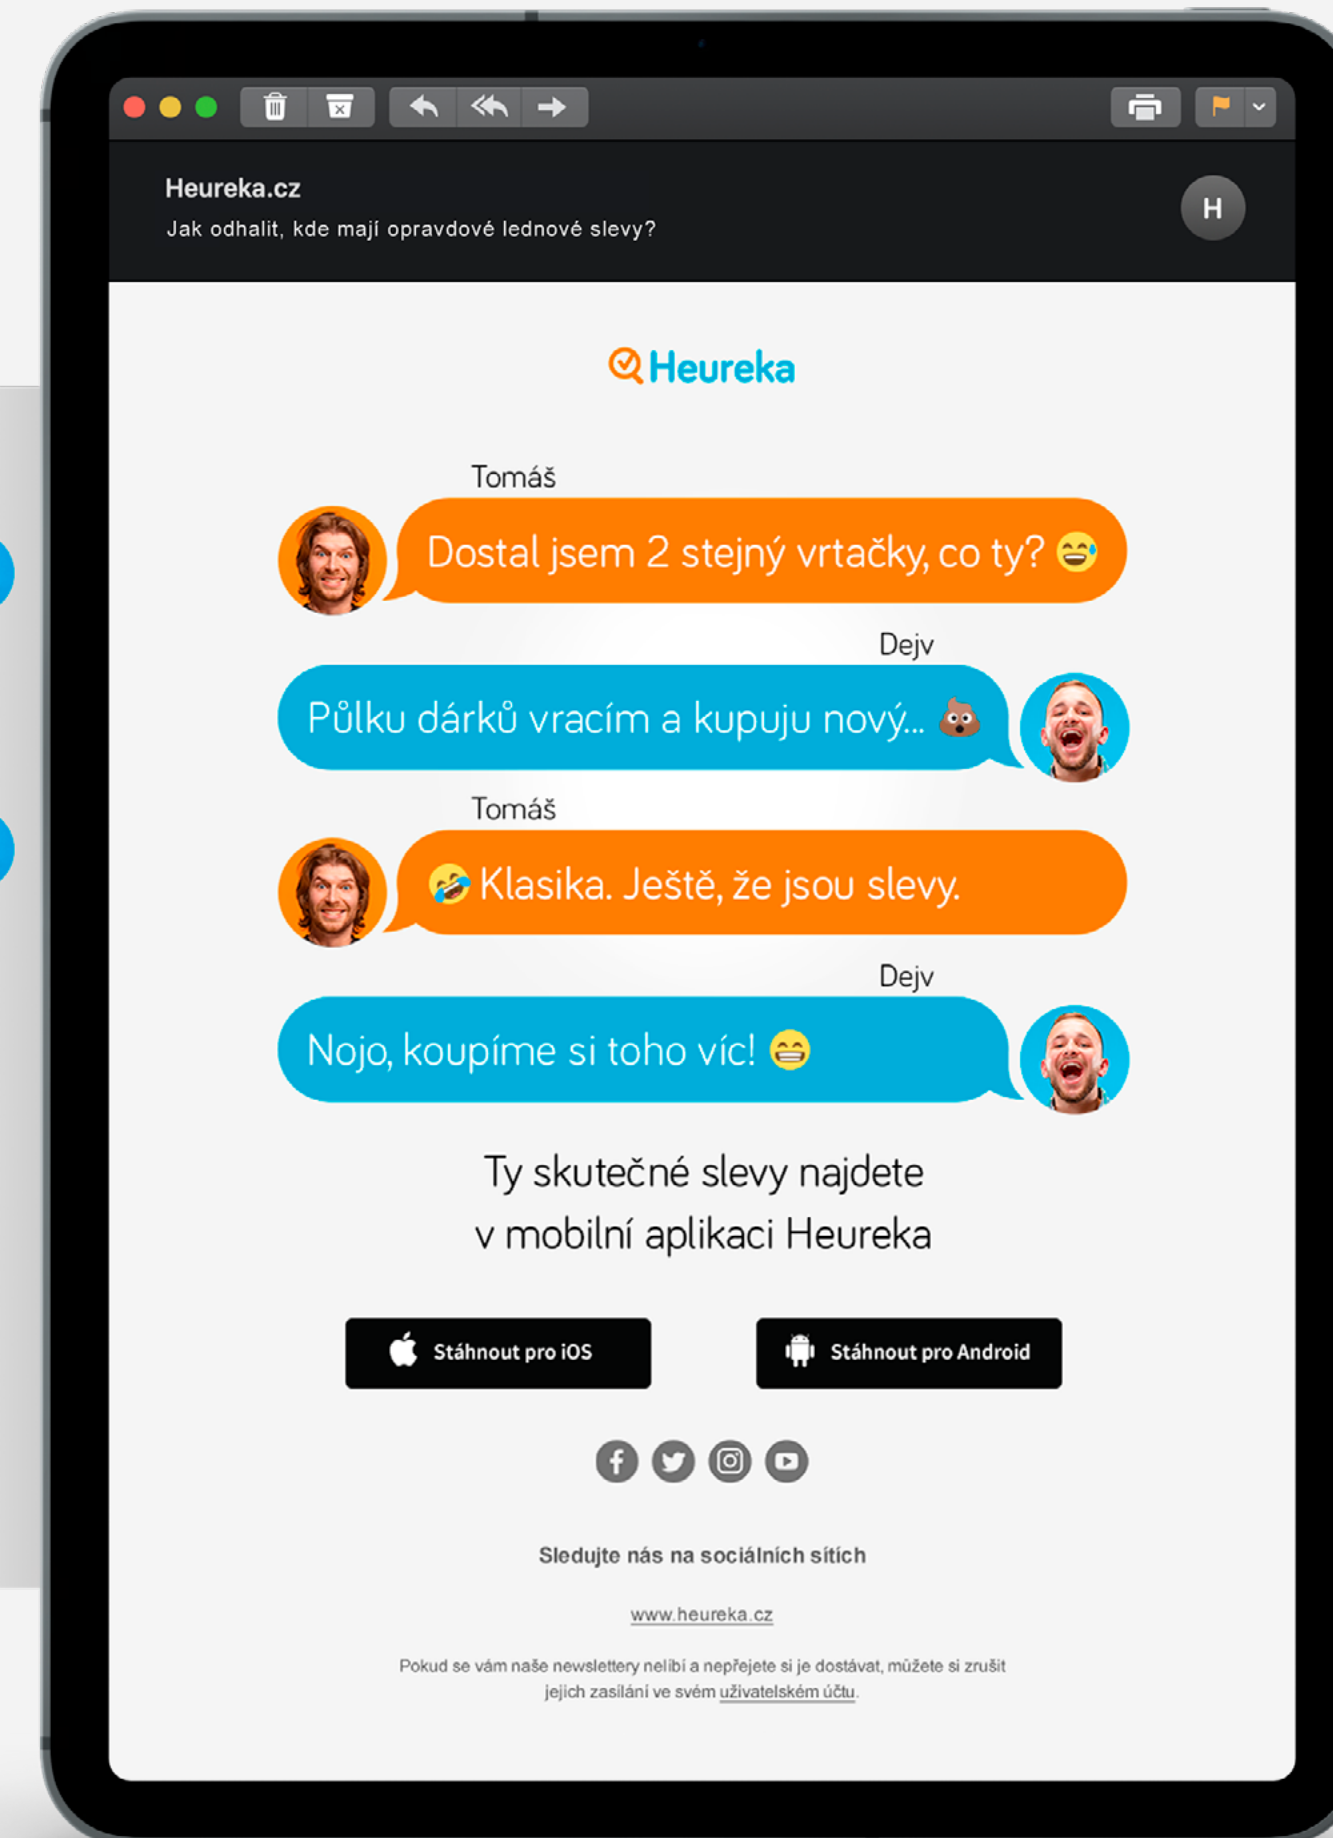 Heureka.cz
Jak odhalit, kde mají opravdové lednové slevy?
H
Heureka
Tomáš
Dostal jsem 2 stejný vrtačky, co ty? 😅
Dejv
Půlku dárků vracím a kupuju nový... 💩
Tomáš
🤣 Klasika. Ještě, že jsou slevy.
Dejv
Nojo, koupíme si toho víc! 😁
Ty skutečné slevy najdete
v mobilní aplikaci Heureka
Stáhnout pro iOS
Stáhnout pro Android
Sledujte nás na sociálních sítích
www.heureka.cz
Pokud se vám naše newslettery nelíbí a nepřejete si je dostávat, můžete si zrušit
jejich zasílání ve svém uživatelském účtu.